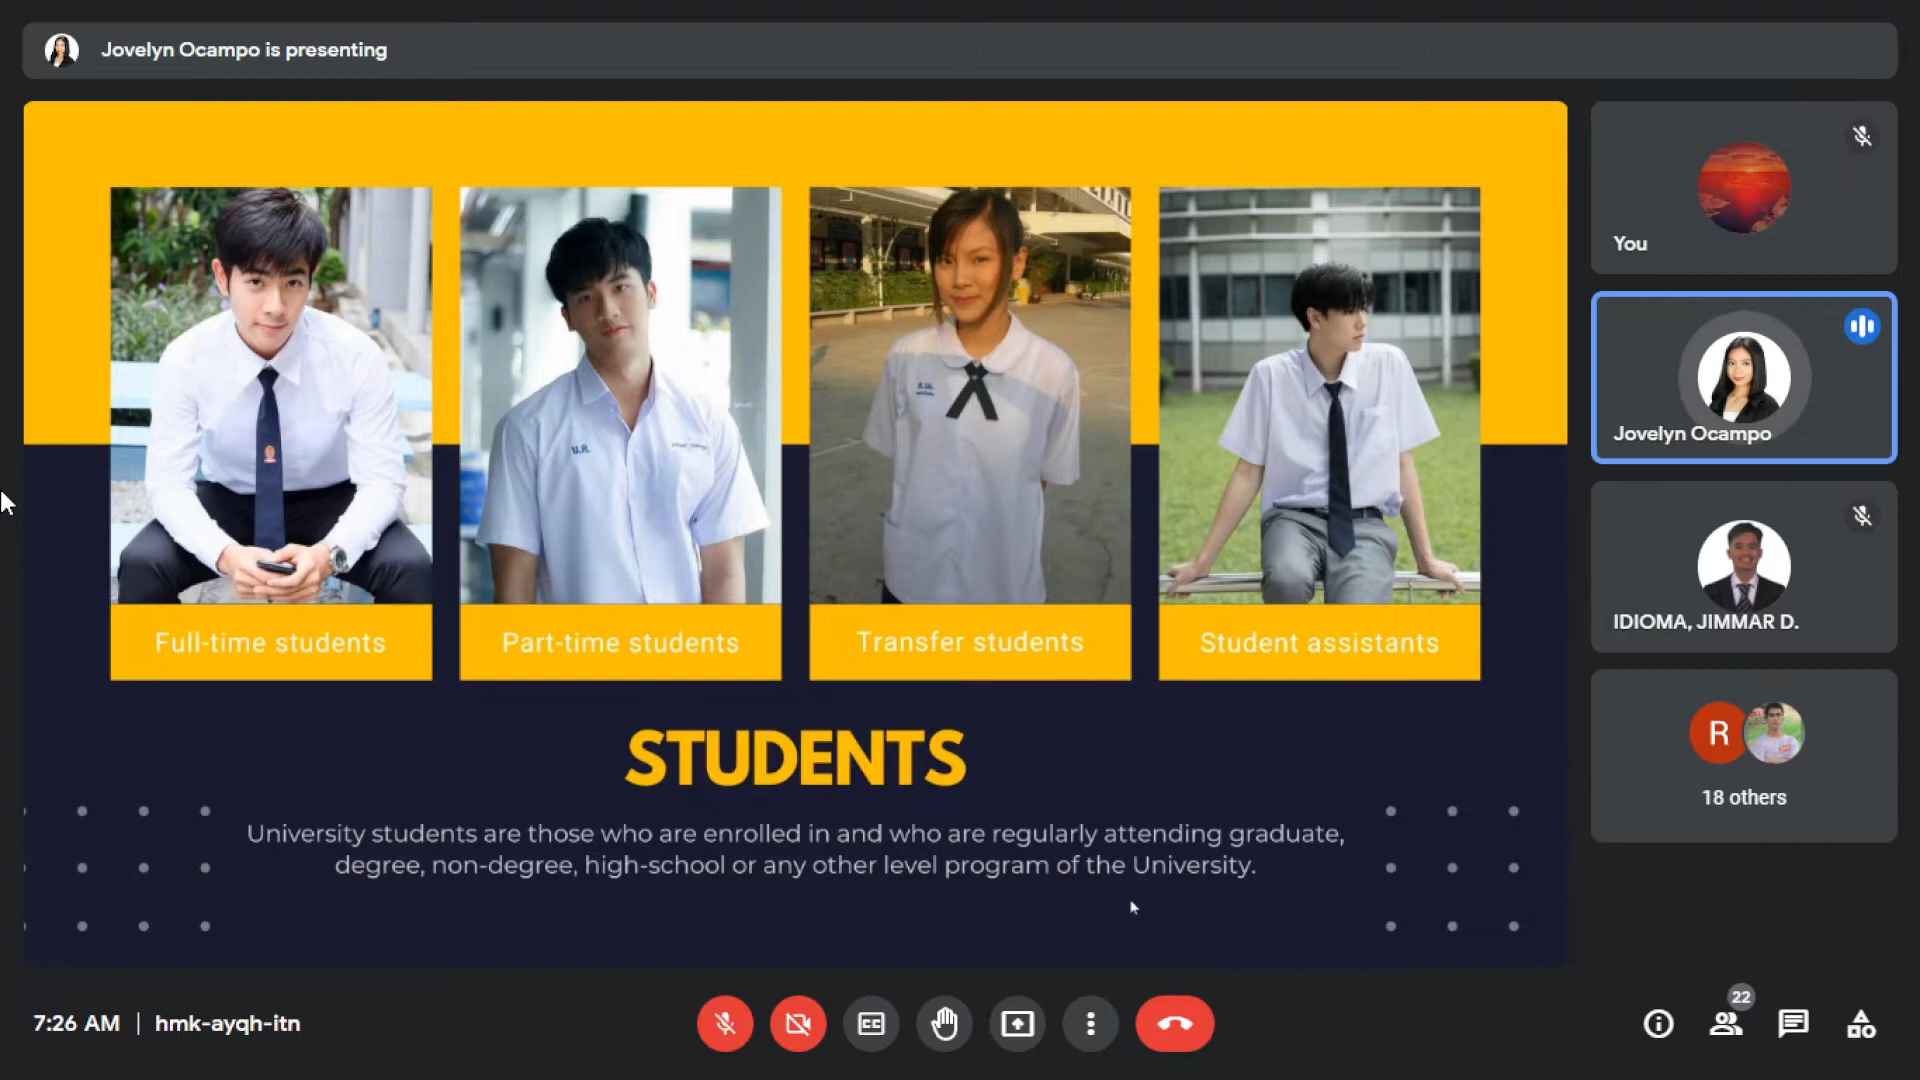 Jovelyn Ocampo is presenting
You
Jovelyn Ocampo
IDIOMA, JIMMAR D.
R
18 others
Full-time students
Part-time students
Transfer students
Student assistants
STUDENTS
University students are those who are enrolled in and who are regularly attending graduate,
degree, non-degree, high-school or any other level program of the University.
7:26 AM | hmk-ayqh-itn
CC
22